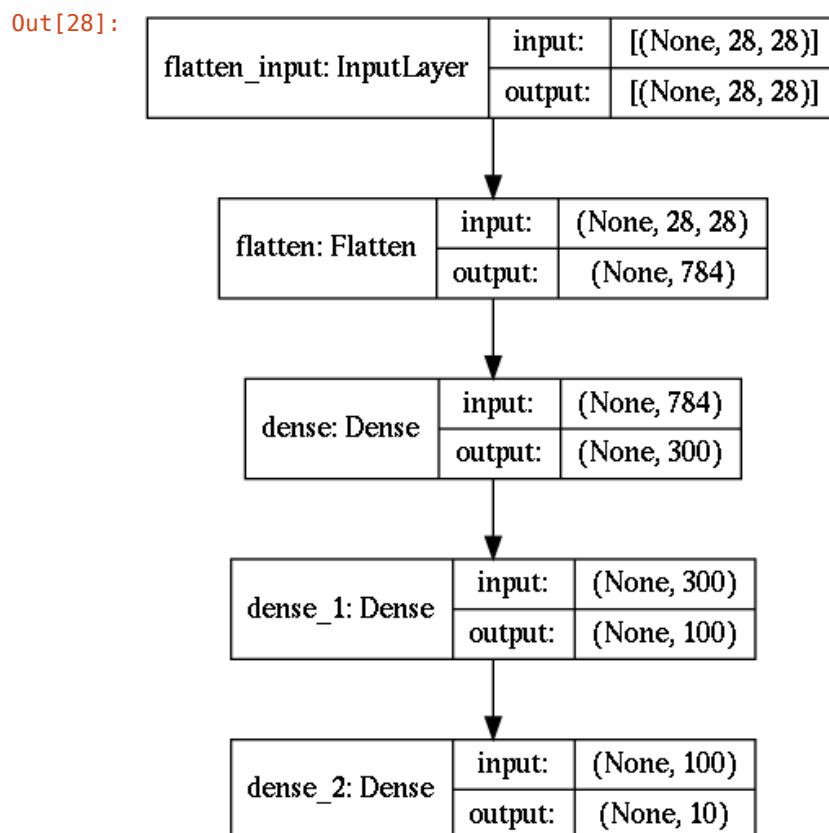 Out[28]:
flatten_input: InputLayer
input: [(None, 28, 28)]
output: [(None, 28, 28)]
flatten: Flatten
input: (None, 28, 28)
output: (None, 784)
dense: Dense
input: (None, 784)
output: (None, 300)
dense_1: Dense
input: (None, 300)
output: (None, 100)
dense_2: Dense
input: (None, 100)
output: (None, 10)